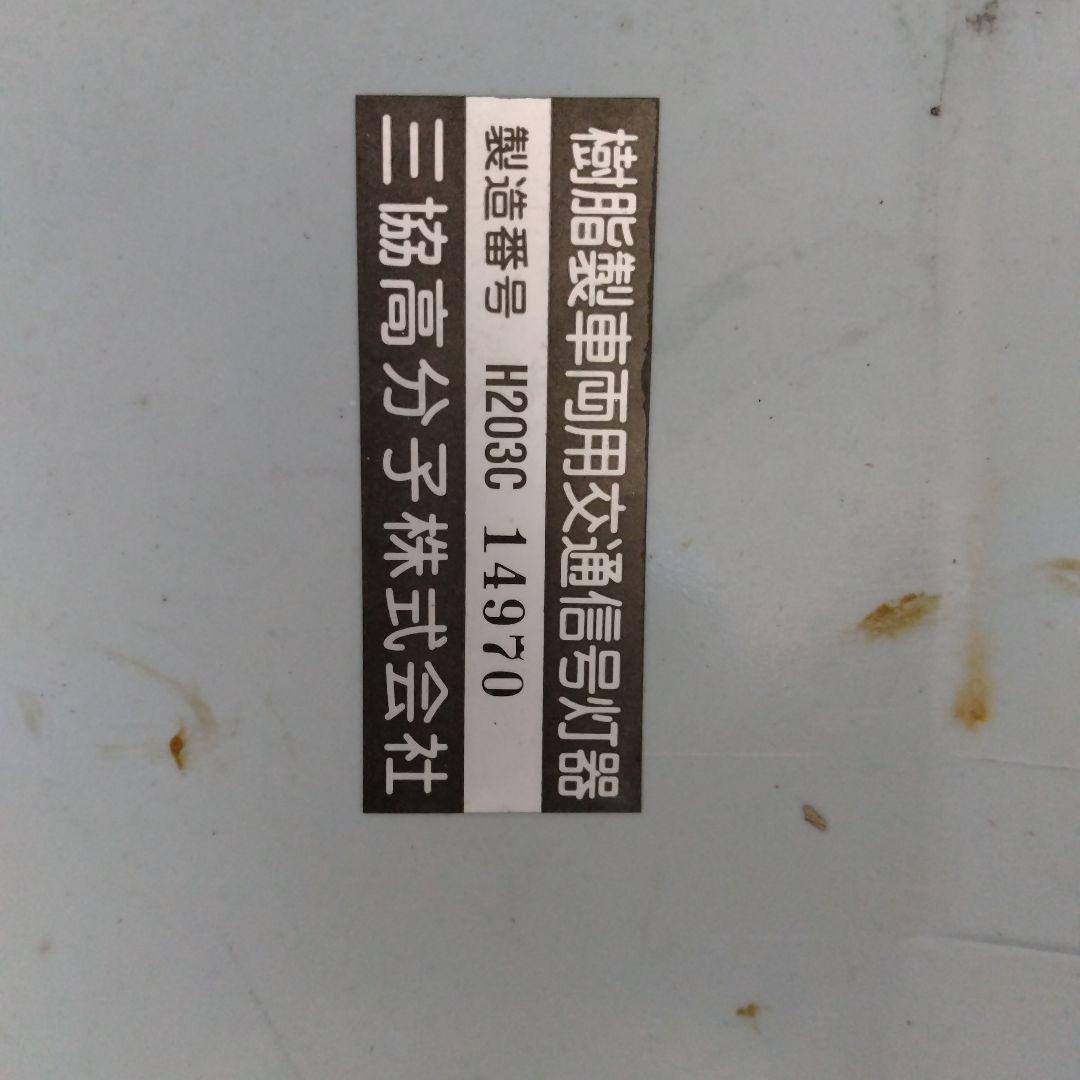 樹脂製車両用交通信号灯器
製造番号 H203C 14970
三協高分子株式会社